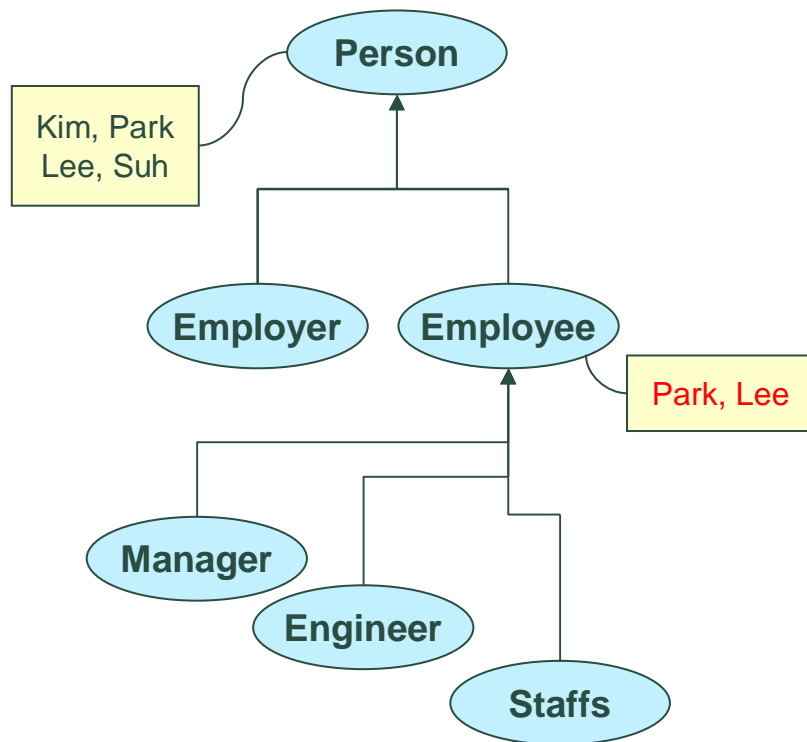 Person
Kim, Park
Lee, Suh
Employer
Employee
Park, Lee
Manager
Engineer
Staffs